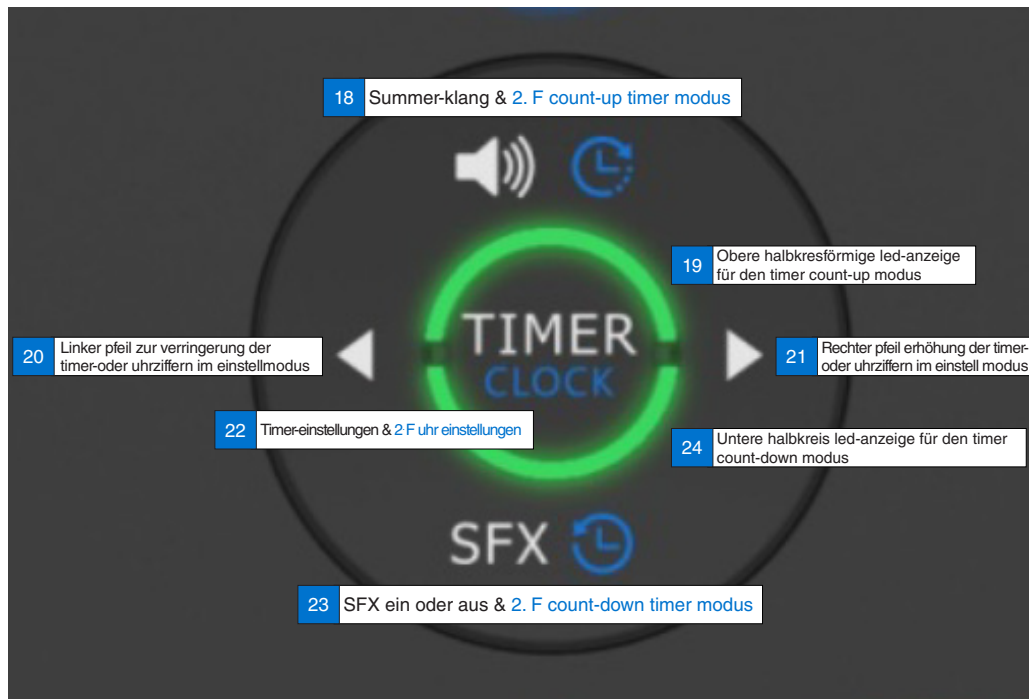 18 Summer-klang & 2. F count-up timer modus
19 Obere halbkresförmige led-anzeige
für den timer count-up modus
TIMER
CLOCK
20 Linker pfeil zur verringerung der
timer-oder uhrziffern im einstellmodus
21 Rechter pfeil erhöhung der timer-
oder uhrziffern im einstell modus
22 Timer-einstellungen & 2·F uhr einstellungen
24 Untere halbkreis led-anzeige für den timer
count-down modus
SFX
23 SFX ein oder aus & 2. F count-down timer modus